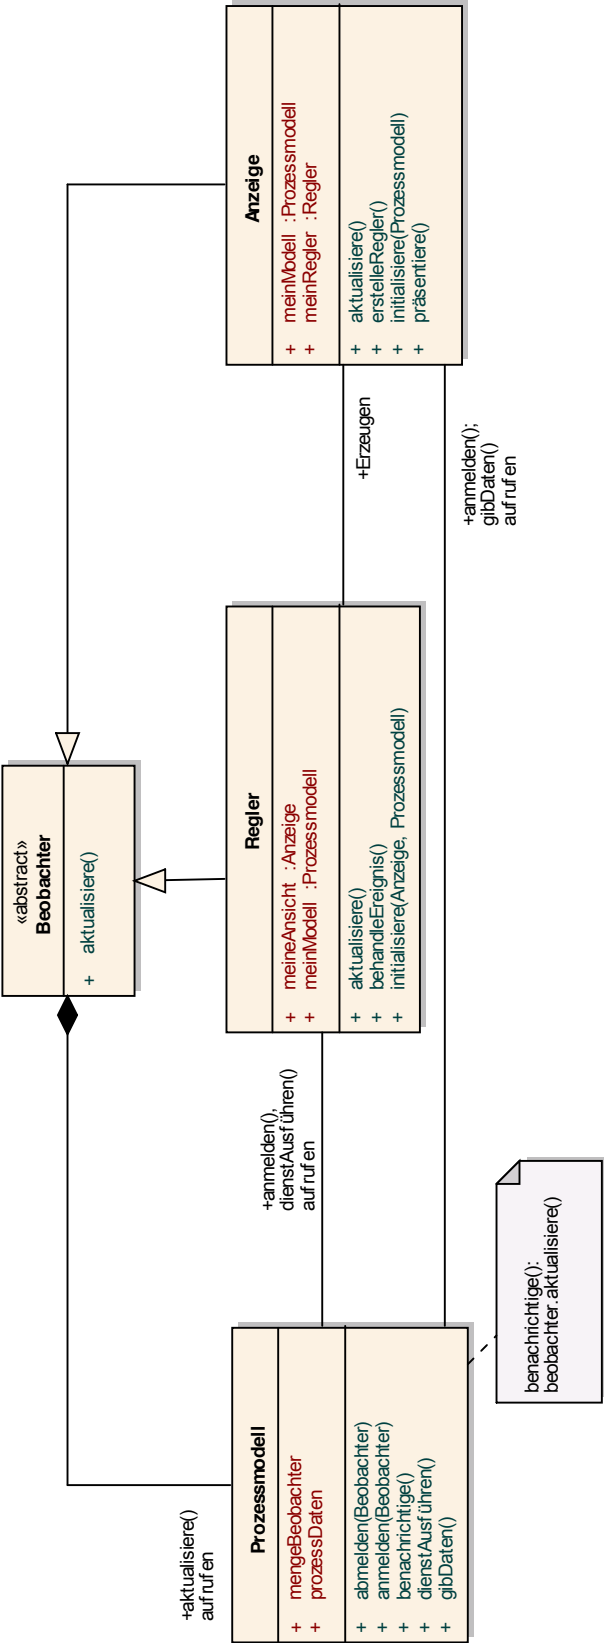 «abstract»
Beobachter
+ aktualisiere()
+aktualisiere()
aufrufen
Prozessmodell
+ mengeBeobachter
+ prozessDaten
+ abmelden(Beobachter)
+ anmelden(Beobachter)
+ benachrichtige()
+ dienstAusführen()
+ gibDaten()
+anmelden(),
dienstAusführen()
aufrufen
Regler
+ meineAnsicht :Anzeige
+ meinModell :Prozessmodell
+ aktualisiere()
+ behandleEreignis()
+ initialisiere(Anzeige, Prozessmodell)
+Erzeugen
Anzeige
+ meinModell :Prozessmodell
+ meinRegler :Regler
+ aktualisiere()
+ erstelleRegler()
+ initialisiere(Prozessmodell)
+ präsentiere()
+anmelden();
gibDaten()
aufrufen
benachrichtige():
beobachter.aktualisiere()